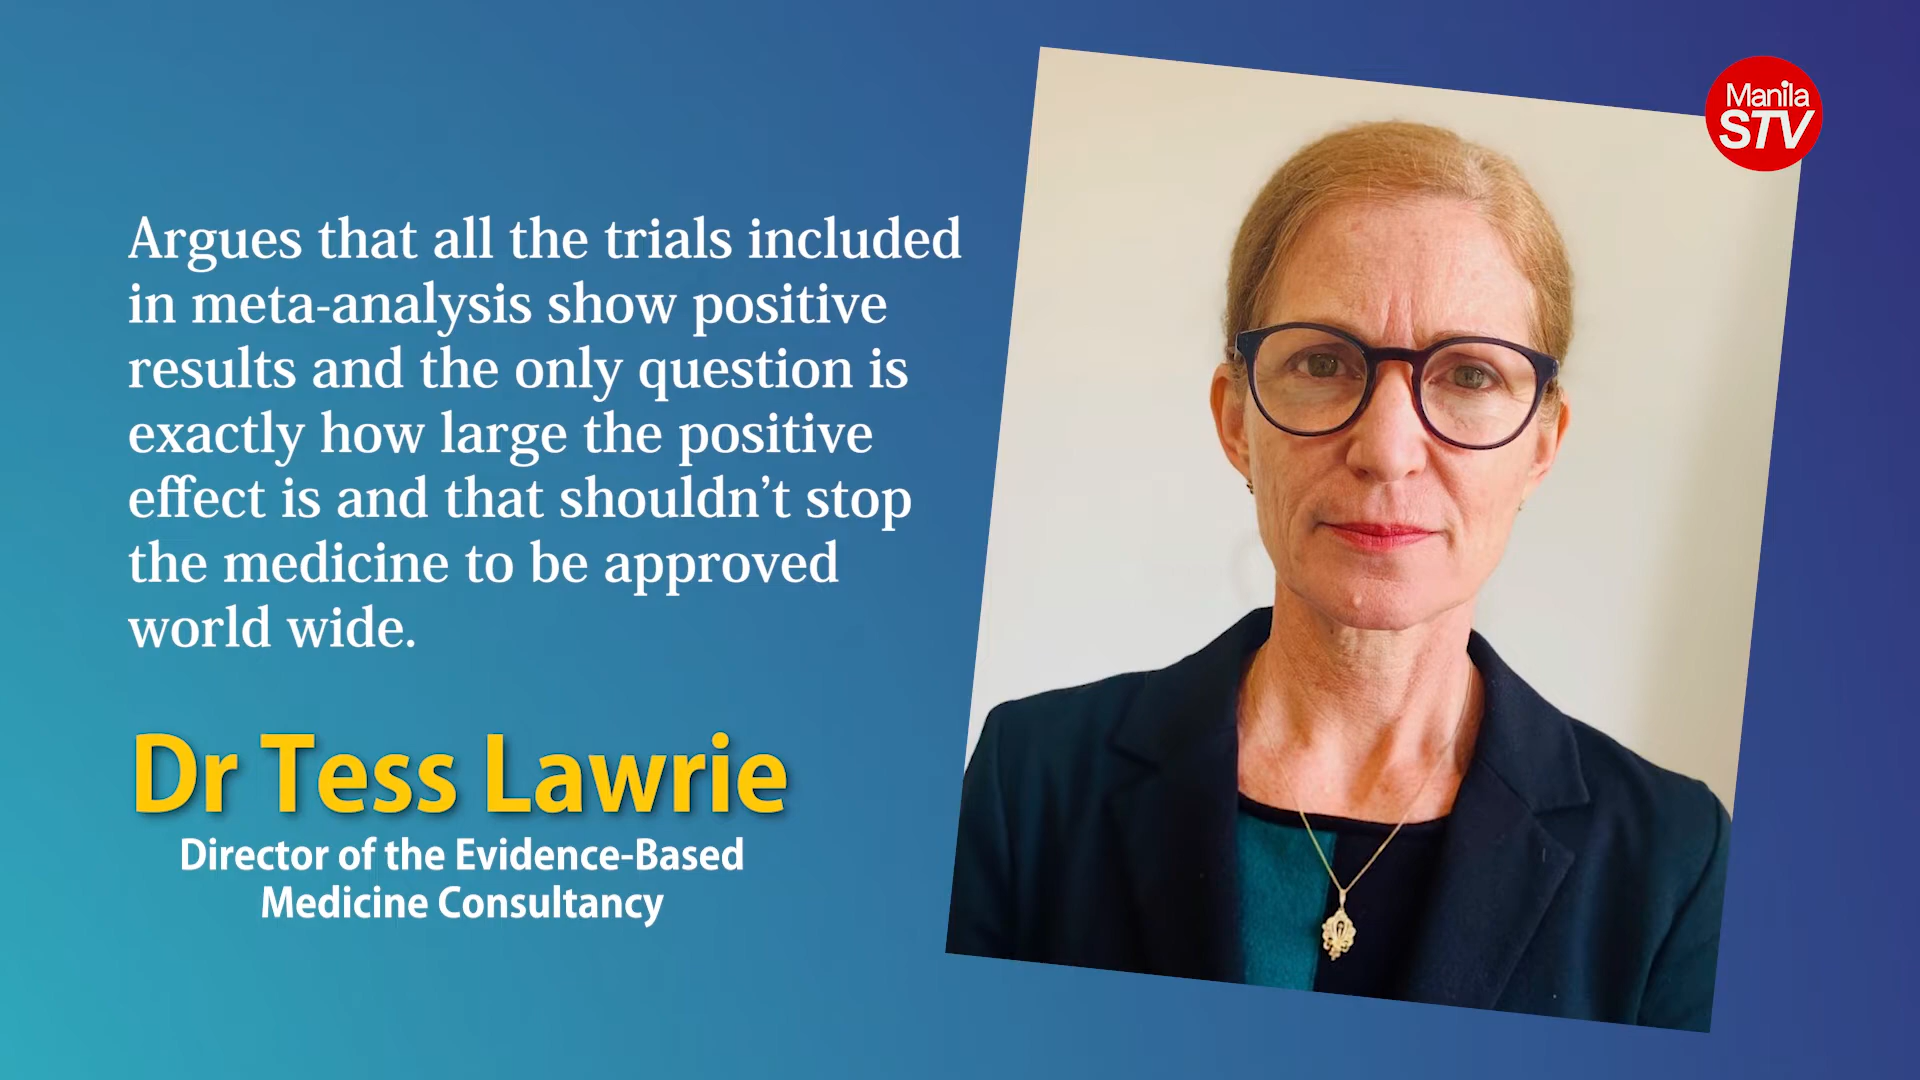 Manila
STV
Argues that all the trials included
in meta-analysis show positive
results and the only question is
exactly how large the positive
effect is and that shouldn’t stop
the medicine to be approved
world wide.
Dr Tess Lawrie
Director of the Evidence-Based
Medicine Consultancy